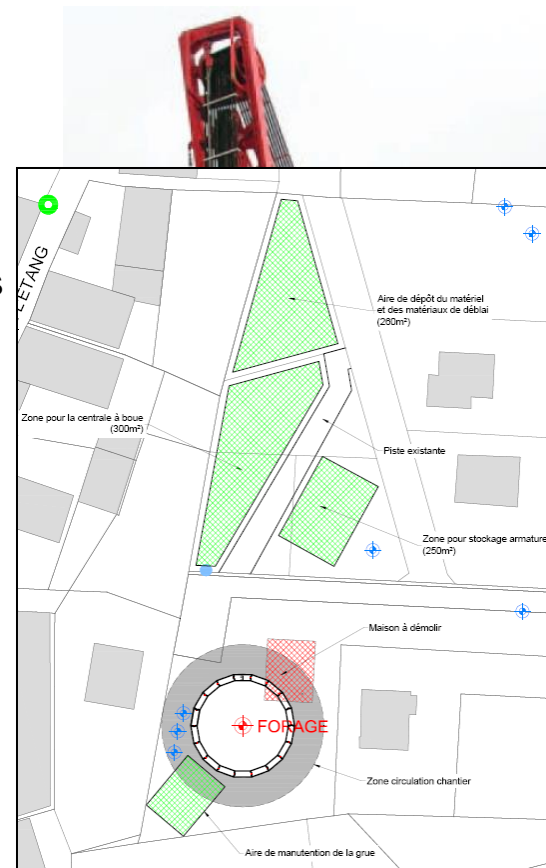 L'ETANG
Aire de dépôt du matériel
et des matériaux de déblai
(260m²)
Zone pour la centrale à boue
(300m²)
Piste existante
Zone pour stockage armature
(250m²)
Maison à démolir
FORAGE
Zone circulation chantier
Aire de manutention de la grue